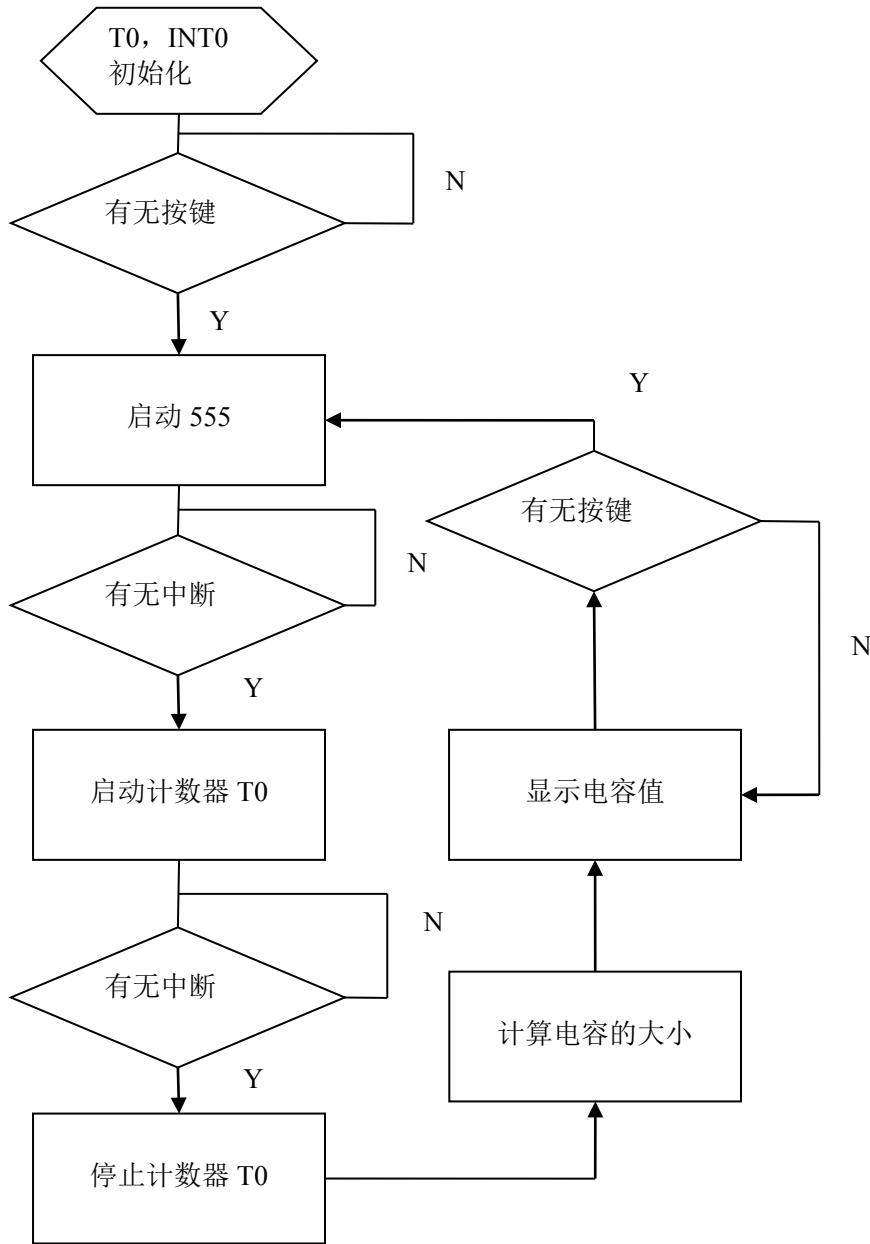 T0，INT0
初始化
N
有无按键
Y
启动 555
Y
有无按键
N
有无中断
N
Y
启动计数器 T0
显示电容值
N
有无中断
计算电容的大小
Y
停止计数器 T0